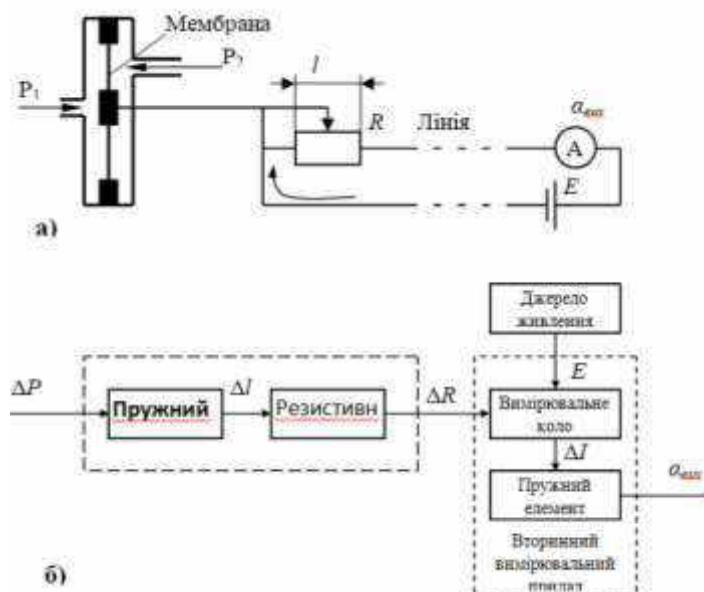 Мембрана
P₂
P₁
l
R
Лінія
αвих
A
E
а)
Джерело
живлення
E
ΔP
Пружний
Δl
Резистивн
ΔR
Вимірювальне
коло
ΔI
Пружний
елемент
αвих
Вторинний
вимірювальний
прилад
б)